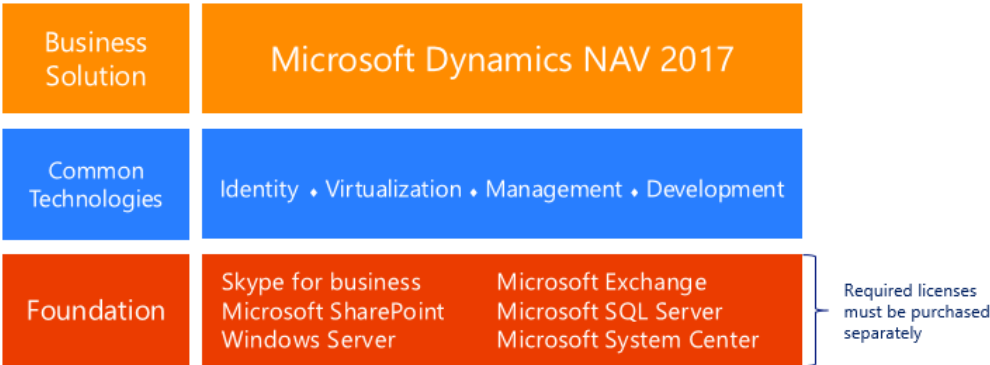 Business
Solution
Microsoft Dynamics NAV 2017
Common
Technologies
Identity ⬧ Virtualization ⬧ Management ⬧ Development
Foundation
Skype for business
Microsoft SharePoint
Windows Server
Microsoft Exchange
Microsoft SQL Server
Microsoft System Center
Required licenses
must be purchased
separately